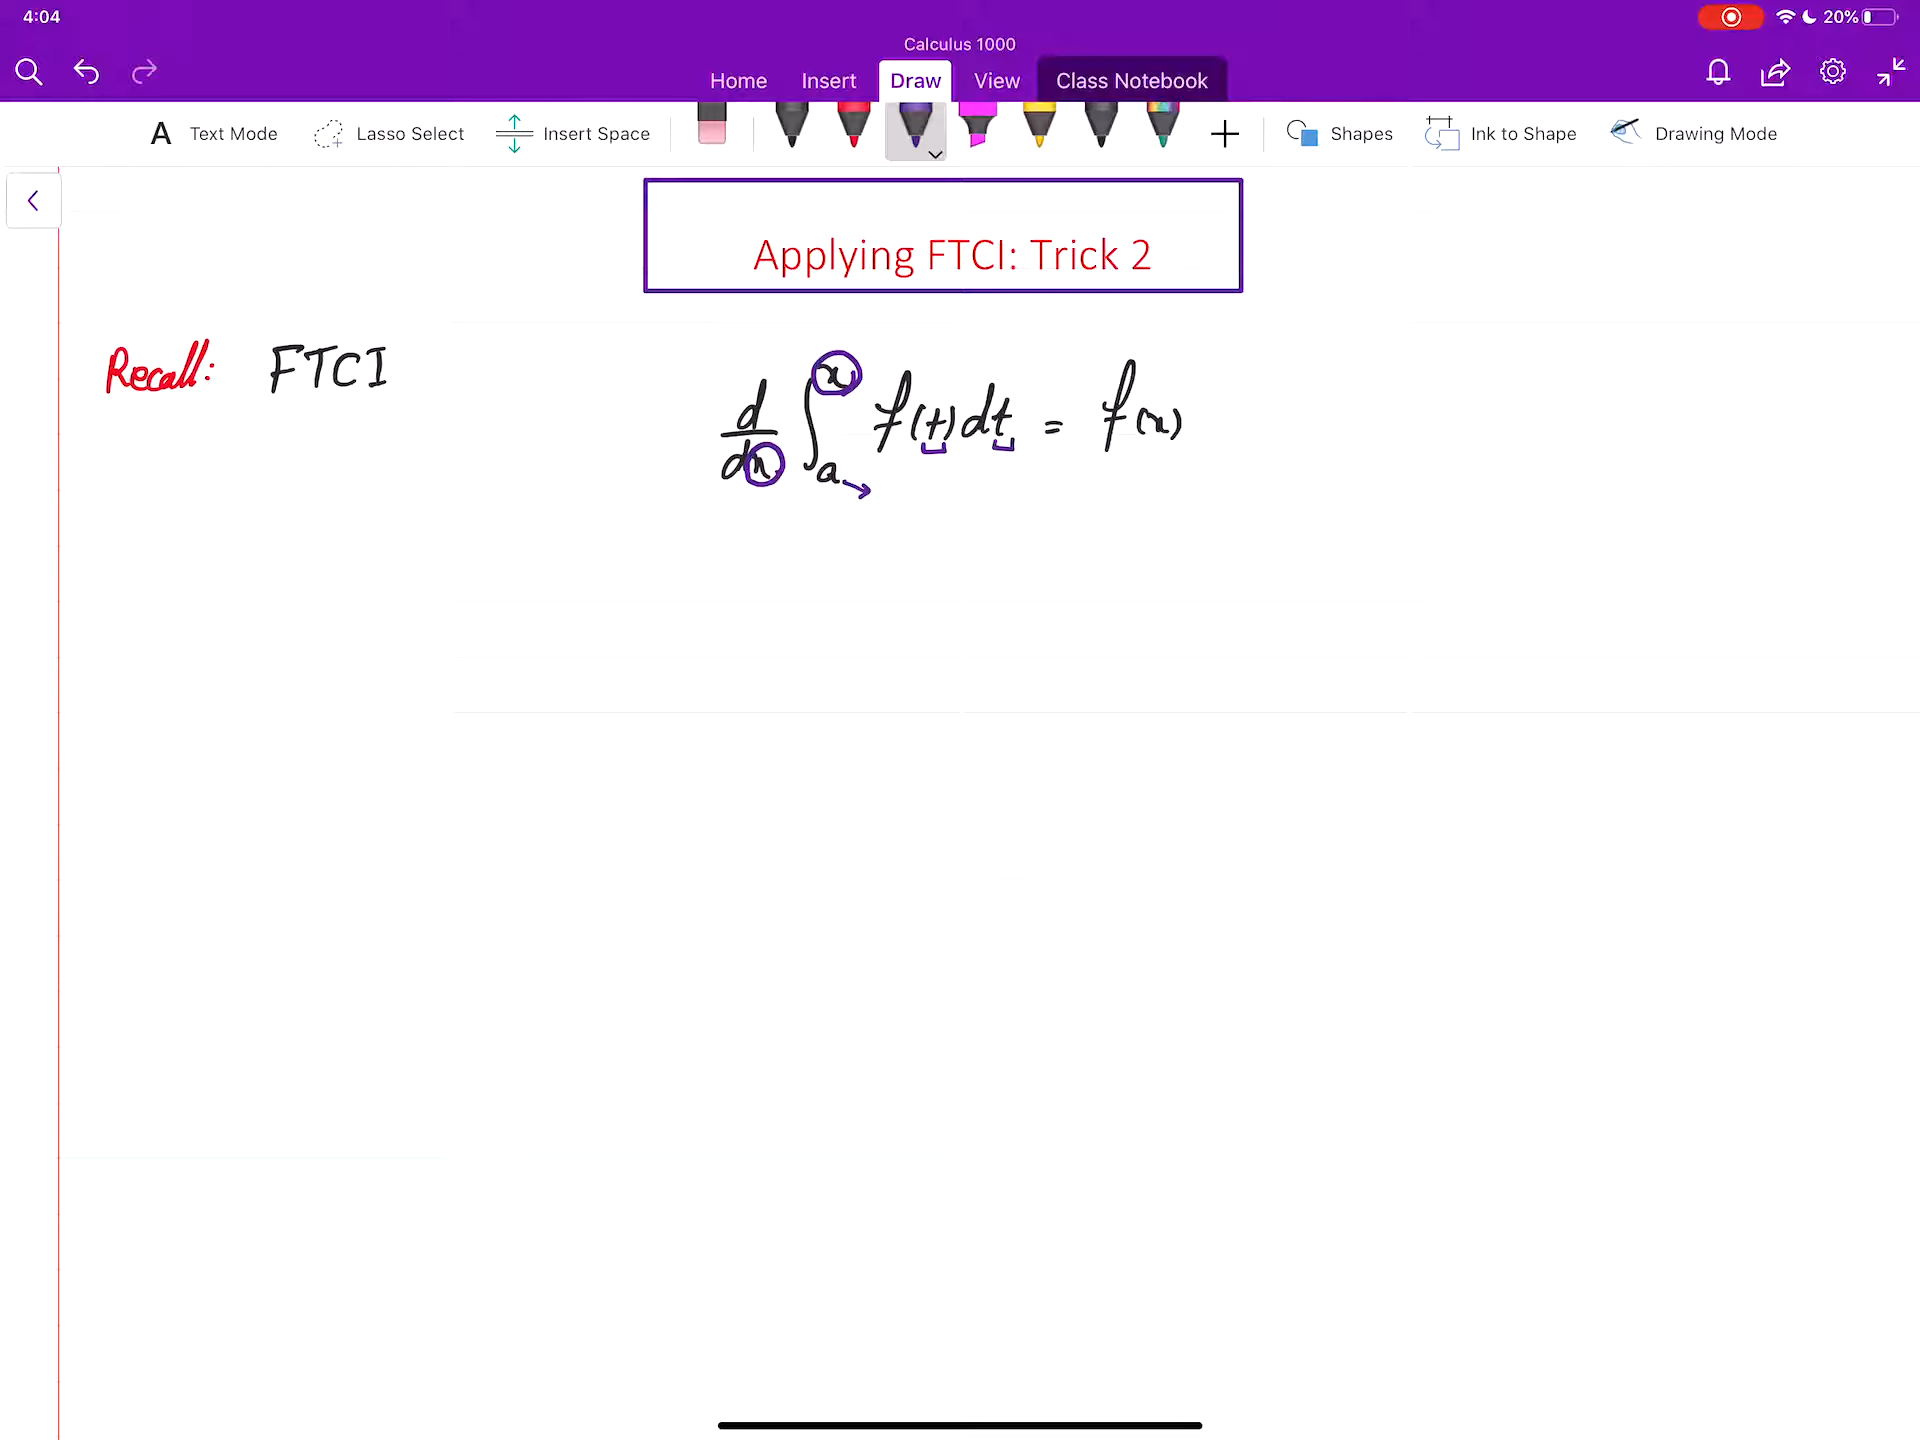 4:04
20%
Calculus 1000
Home Insert Draw View Class Notebook
A Text Mode Lasso Select Insert Space Shapes Ink to Shape Drawing Mode
Applying FTCI: Trick 2
Recall: FTCI
d/dx ∫_a^x f(t)dt = f(x)